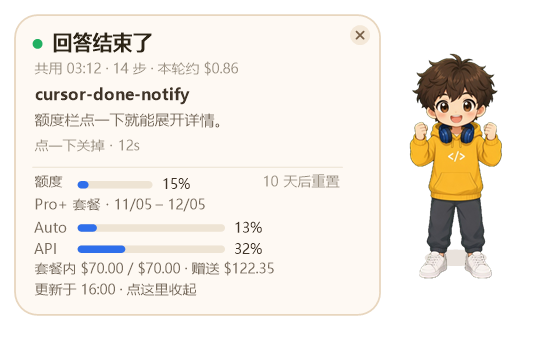 回答结束了
共用 03:12 · 14 步 · 本轮约 $0.86
cursor-done-notify
额度栏点一下就能展开详情。
点一下关掉 · 12s
额度 15% 10 天后重置
Pro+ 套餐 · 11/05 – 12/05
Auto 13%
API 32%
套餐内 $70.00 / $70.00 · 赠送 $122.35
更新于 16:00 · 点这里收起
</>